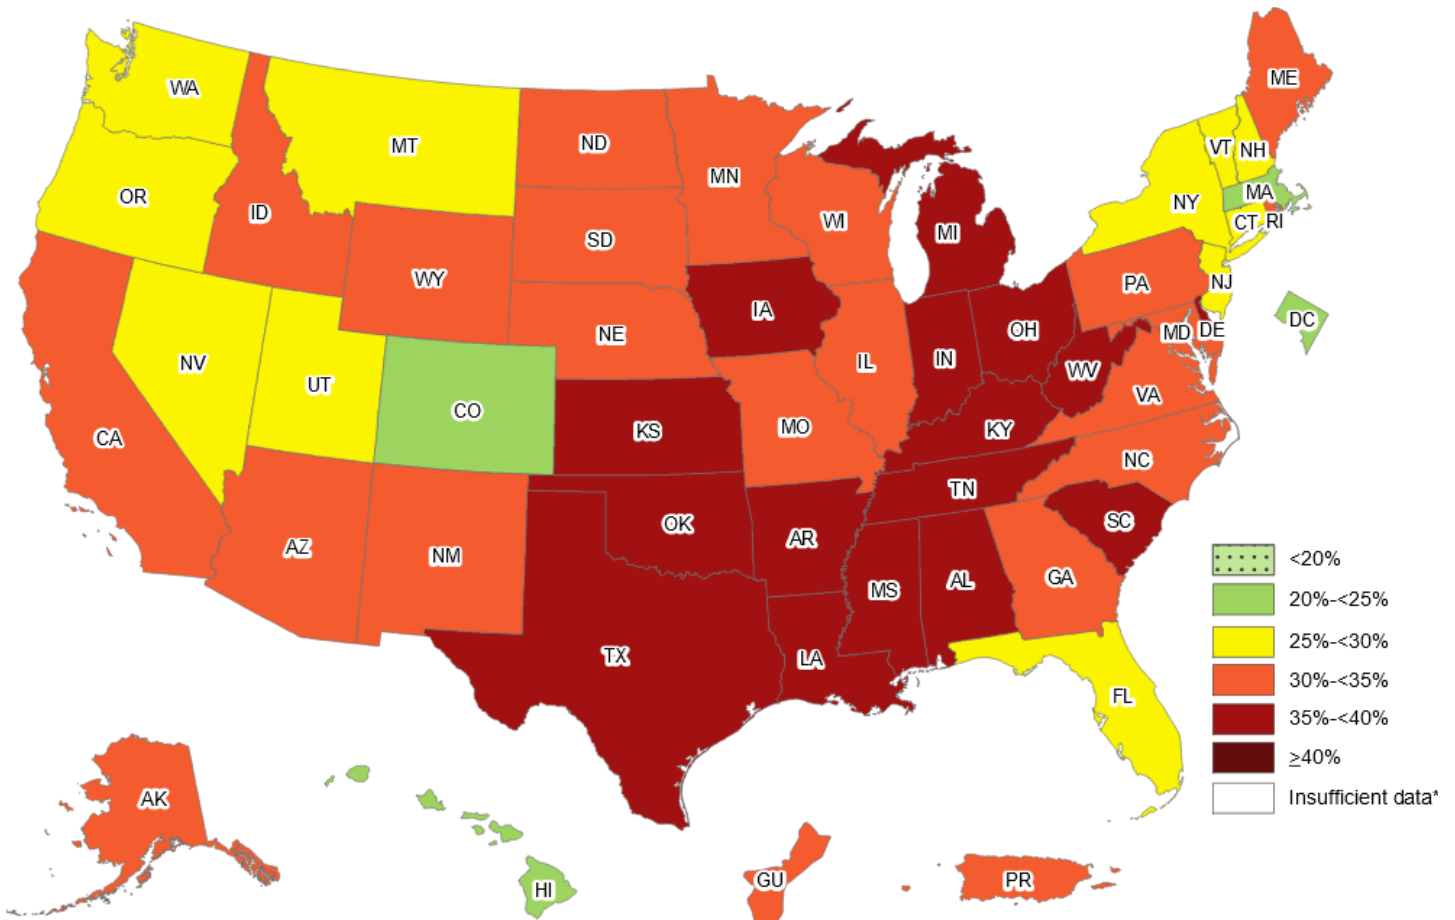 ME
WA
MT
ND
MN
VT
NH
OR
ID
SD
WI
MI
NY
MA
CT
RI
WY
IA
PA
NJ
NV
UT
NE
IL
IN
OH
MD
DE
DC
CO
KS
MO
KY
WV
VA
CA
AZ
NM
OK
AR
TN
NC
SC
TX
LA
MS
AL
GA
FL
<20%
20%-<25%
25%-<30%
30%-<35%
35%-<40%
≥40%
Insufficient data*
AK
HI
GU
PR